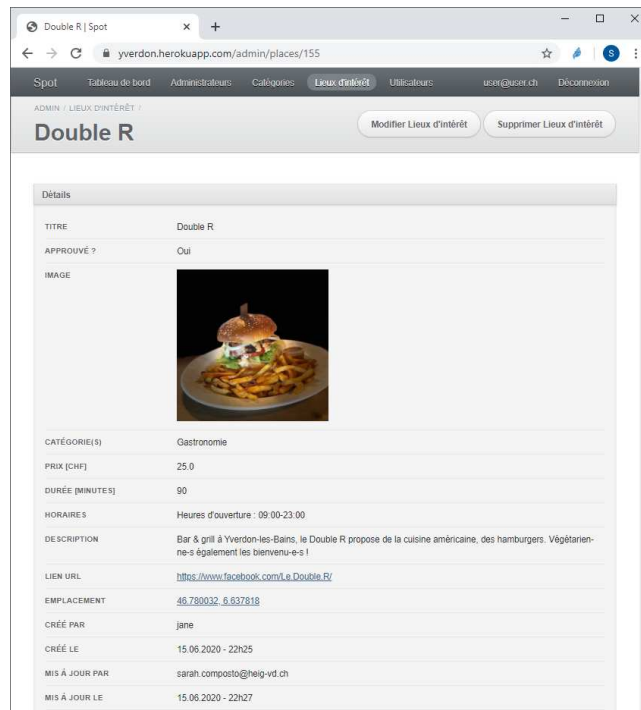 Double R | Spot
yverdon.herokuapp.com/admin/places/155
S
Spot Tableau de bord Administrateurs Catégories Lieux d'intérêt Utilisateurs user@user.ch Déconnexion
ADMIN / LIEUX D'INTÉRÊT /
Double R
Modifier Lieux d'intérêt Supprimer Lieux d'intérêt
Détails
TITRE Double R
APPROUVÉ ? Oui
IMAGE
CATÉGORIE(S) Gastronomie
PRIX [CHF] 25.0
DURÉE [MINUTES] 90
HORAIRES Heures d'ouverture : 09:00-23:00
DESCRIPTION Bar & grill à Yverdon-les-Bains, le Double R propose de la cuisine américaine, des hamburgers. Végétarien-
ne-s également les bienvenu-e-s !
LIEN URL https://www.facebook.com/Le.Double.R/
EMPLACEMENT 46.780032, 6.637818
CRÉÉ PAR jane
CRÉÉ LE 15.06.2020 - 22h25
MIS À JOUR PAR sarah.composto@heig-vd.ch
MIS À JOUR LE 15.06.2020 - 22h27